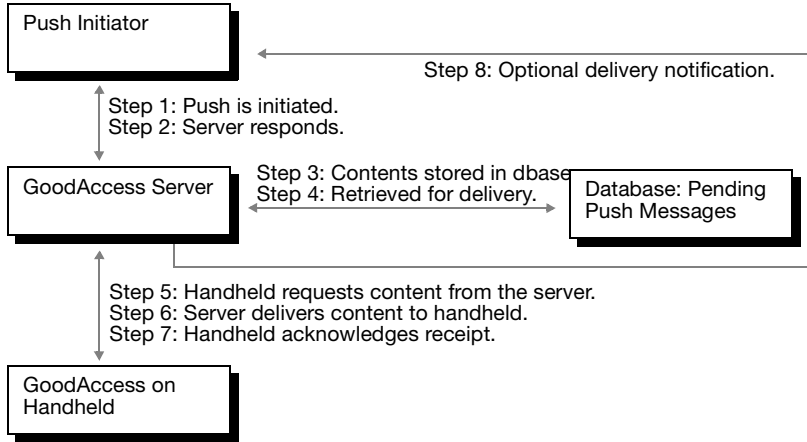 Push Initiator
Step 8: Optional delivery notification.
Step 1: Push is initiated.
Step 2: Server responds.
GoodAccess Server
Step 3: Contents stored in dbase
Step 4: Retrieved for delivery.
Database: Pending
Push Messages
Step 5: Handheld requests content from the server.
Step 6: Server delivers content to handheld.
Step 7: Handheld acknowledges receipt.
GoodAccess on
Handheld